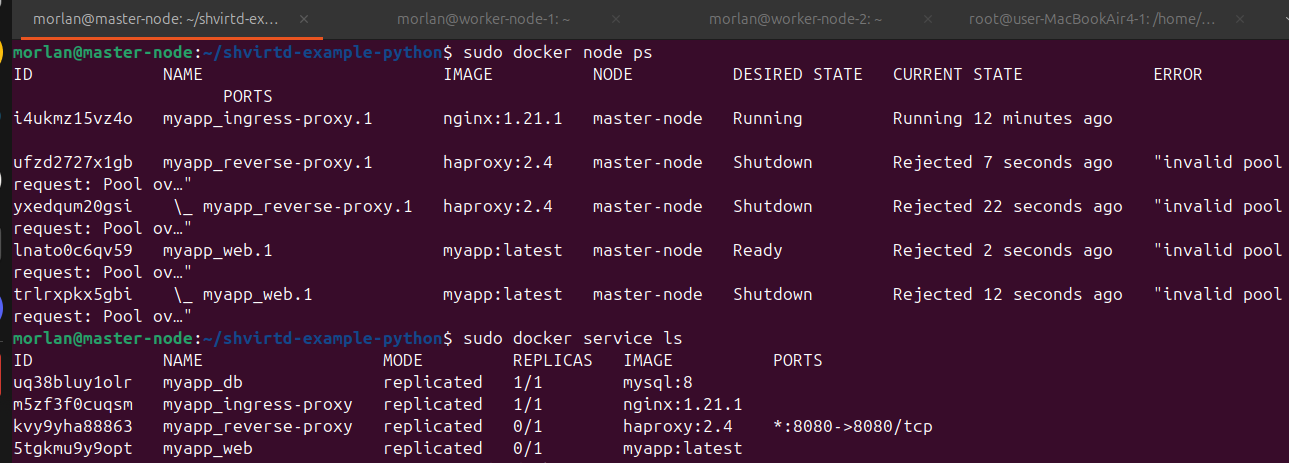 morlan@master-node: ~/shvirtd-ex… × morlan@worker-node-1: ~ × morlan@worker-node-2: ~ × root@user-MacBookAir4-1: /home/… ×
morlan@master-node:~/shvirtd-example-python$ sudo docker node ps
ID NAME IMAGE NODE DESIRED STATE CURRENT STATE ERROR
PORTS
i4ukmz15vz4o myapp_ingress-proxy.1 nginx:1.21.1 master-node Running Running 12 minutes ago
ufzd2727x1gb myapp_reverse-proxy.1 haproxy:2.4 master-node Shutdown Rejected 7 seconds ago "invalid pool
request: Pool ov…"
yxedqum20gsi \_ myapp_reverse-proxy.1 haproxy:2.4 master-node Shutdown Rejected 22 seconds ago "invalid pool
request: Pool ov…"
lnato0c6qv59 myapp_web.1 myapp:latest master-node Ready Rejected 2 seconds ago "invalid pool
request: Pool ov…"
trlrxpkx5gbi \_ myapp_web.1 myapp:latest master-node Shutdown Rejected 12 seconds ago "invalid pool
request: Pool ov…"
morlan@master-node:~/shvirtd-example-python$ sudo docker service ls
ID NAME MODE REPLICAS IMAGE PORTS
uq38bluy1olr myapp_db replicated 1/1 mysql:8
m5zf3f0cuqsm myapp_ingress-proxy replicated 1/1 nginx:1.21.1
kvy9yha88863 myapp_reverse-proxy replicated 0/1 haproxy:2.4 *:8080->8080/tcp
5tgkmu9y9opt myapp_web replicated 0/1 myapp:latest